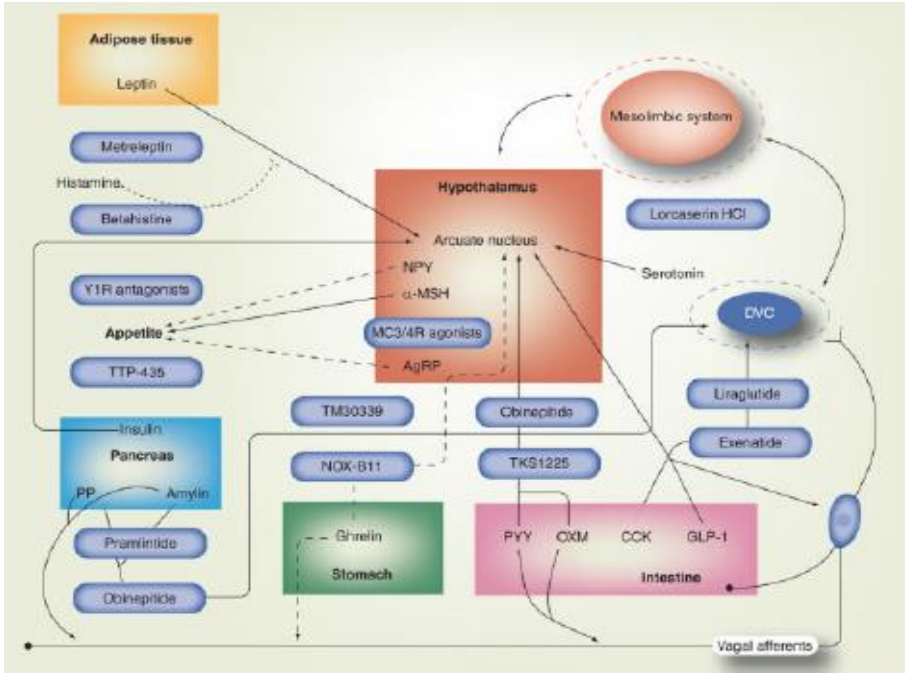 Adipose tissue
Leptin
Mesolimbic system
Metreleptin
Histamine
Hypothalamus
Betahistine
Lorcaserin HCl
Arcuate nucleus
NPY
Serotonin
α-MSH
Y1R antagonists
DVC
Appetite
MC3/4R agonists
AgRP
TTP-435
Liraglutide
TM30339
Obinepitide
Insulin
Exenatide
Pancreas
NOX-B11
TKS1225
PP
Amylin
Ghrelin
PYY
OXM
CCK
GLP-1
Pramlintide
Stomach
Intestine
Obinepitide
Vagal afferents